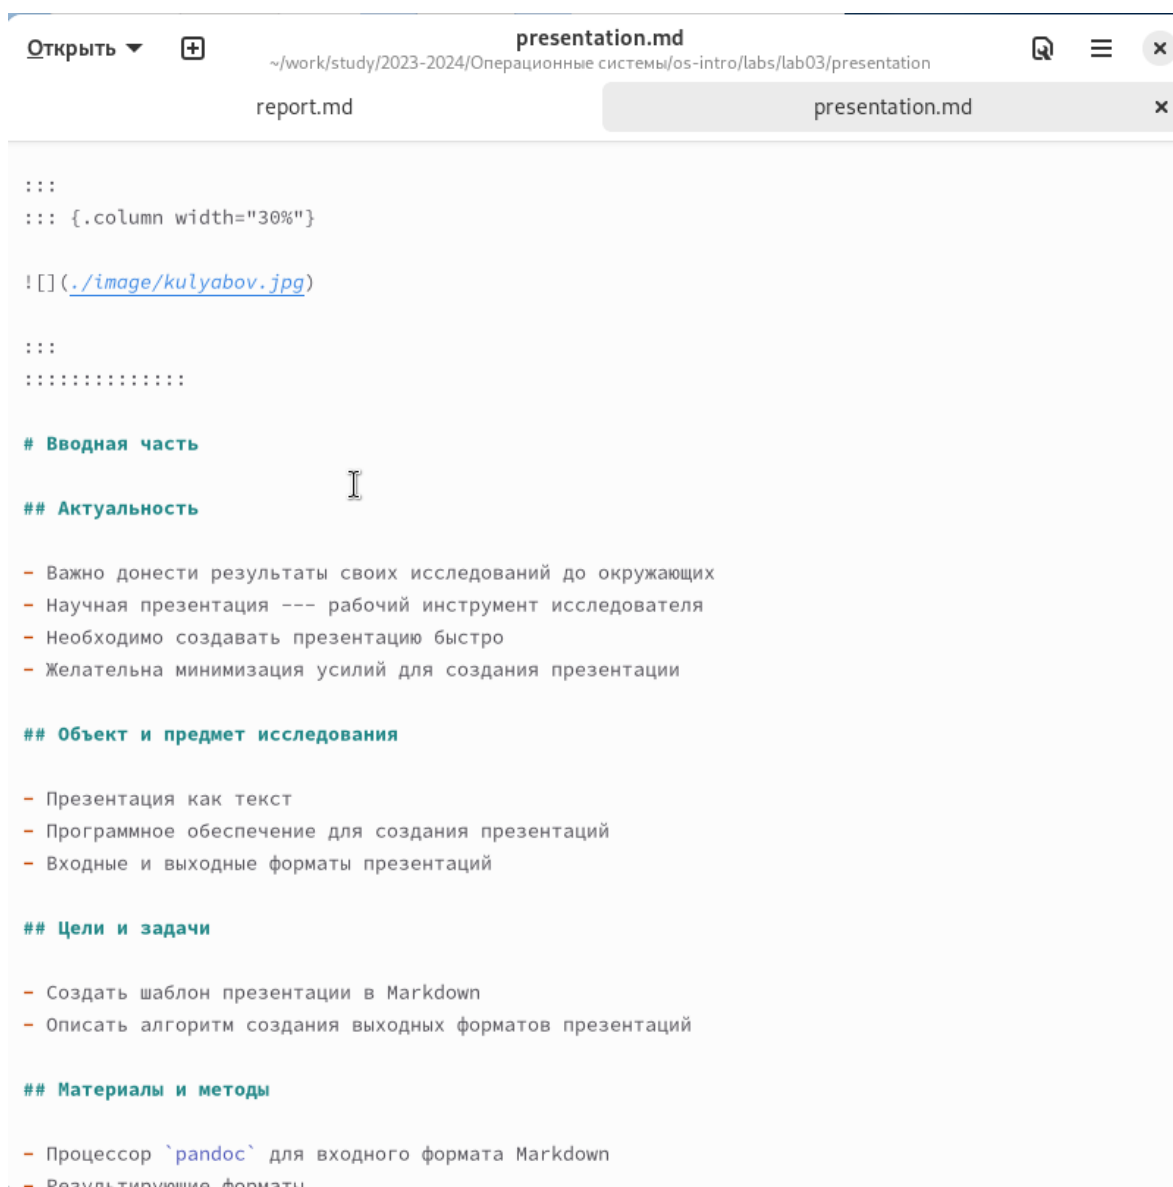 Открыть
presentation.md
~/work/study/2023-2024/Операционные системы/os-intro/labs/lab03/presentation
report.md
presentation.md
:::
::: {.column width="30%"}
![](./image/kulyabov.jpg)
:::
::::::::::::::
# Вводная часть
## Актуальность
- Важно донести результаты своих исследований до окружающих
- Научная презентация --- рабочий инструмент исследователя
- Необходимо создавать презентацию быстро
- Желательна минимизация усилий для создания презентации
## Объект и предмет исследования
- Презентация как текст
- Программное обеспечение для создания презентаций
- Входные и выходные форматы презентаций
## Цели и задачи
- Создать шаблон презентации в Markdown
- Описать алгоритм создания выходных форматов презентаций
## Материалы и методы
- Процессор `pandoc` для входного формата Markdown
- Результирующие форматы